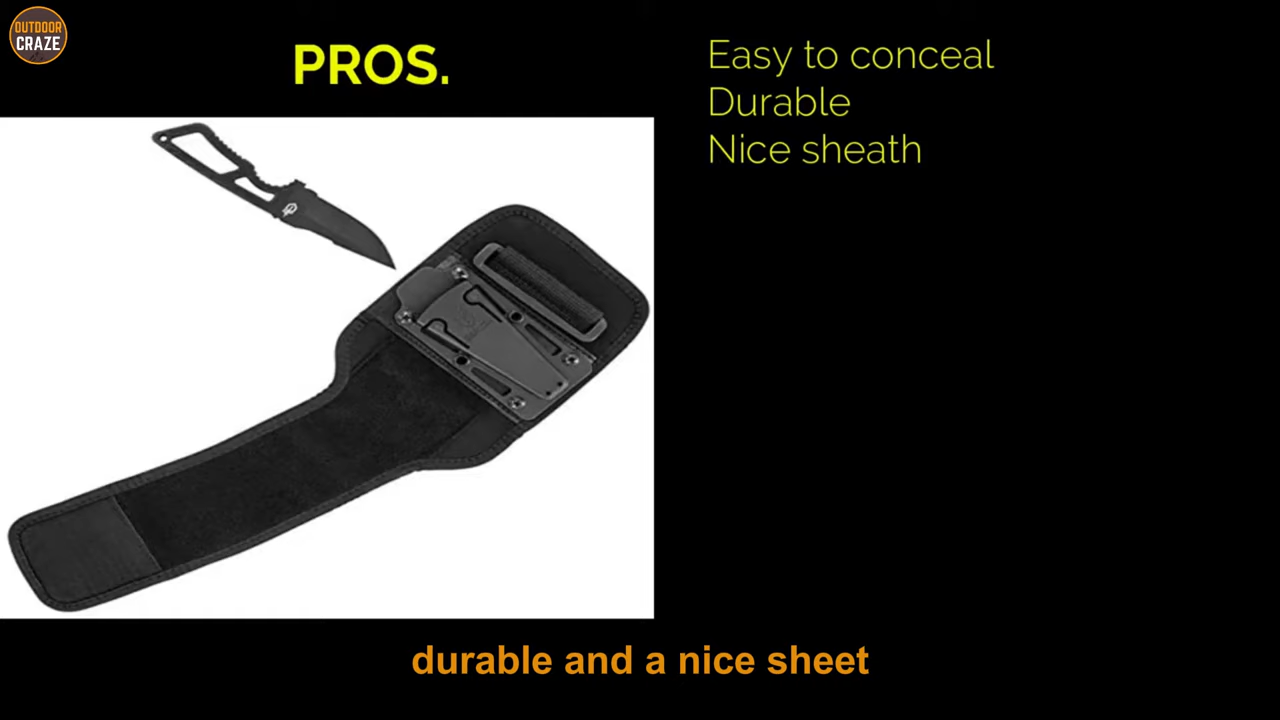 OUTDOOR
CRAZE
PROS.
Easy to conceal
Durable
Nice sheath
durable and a nice sheet